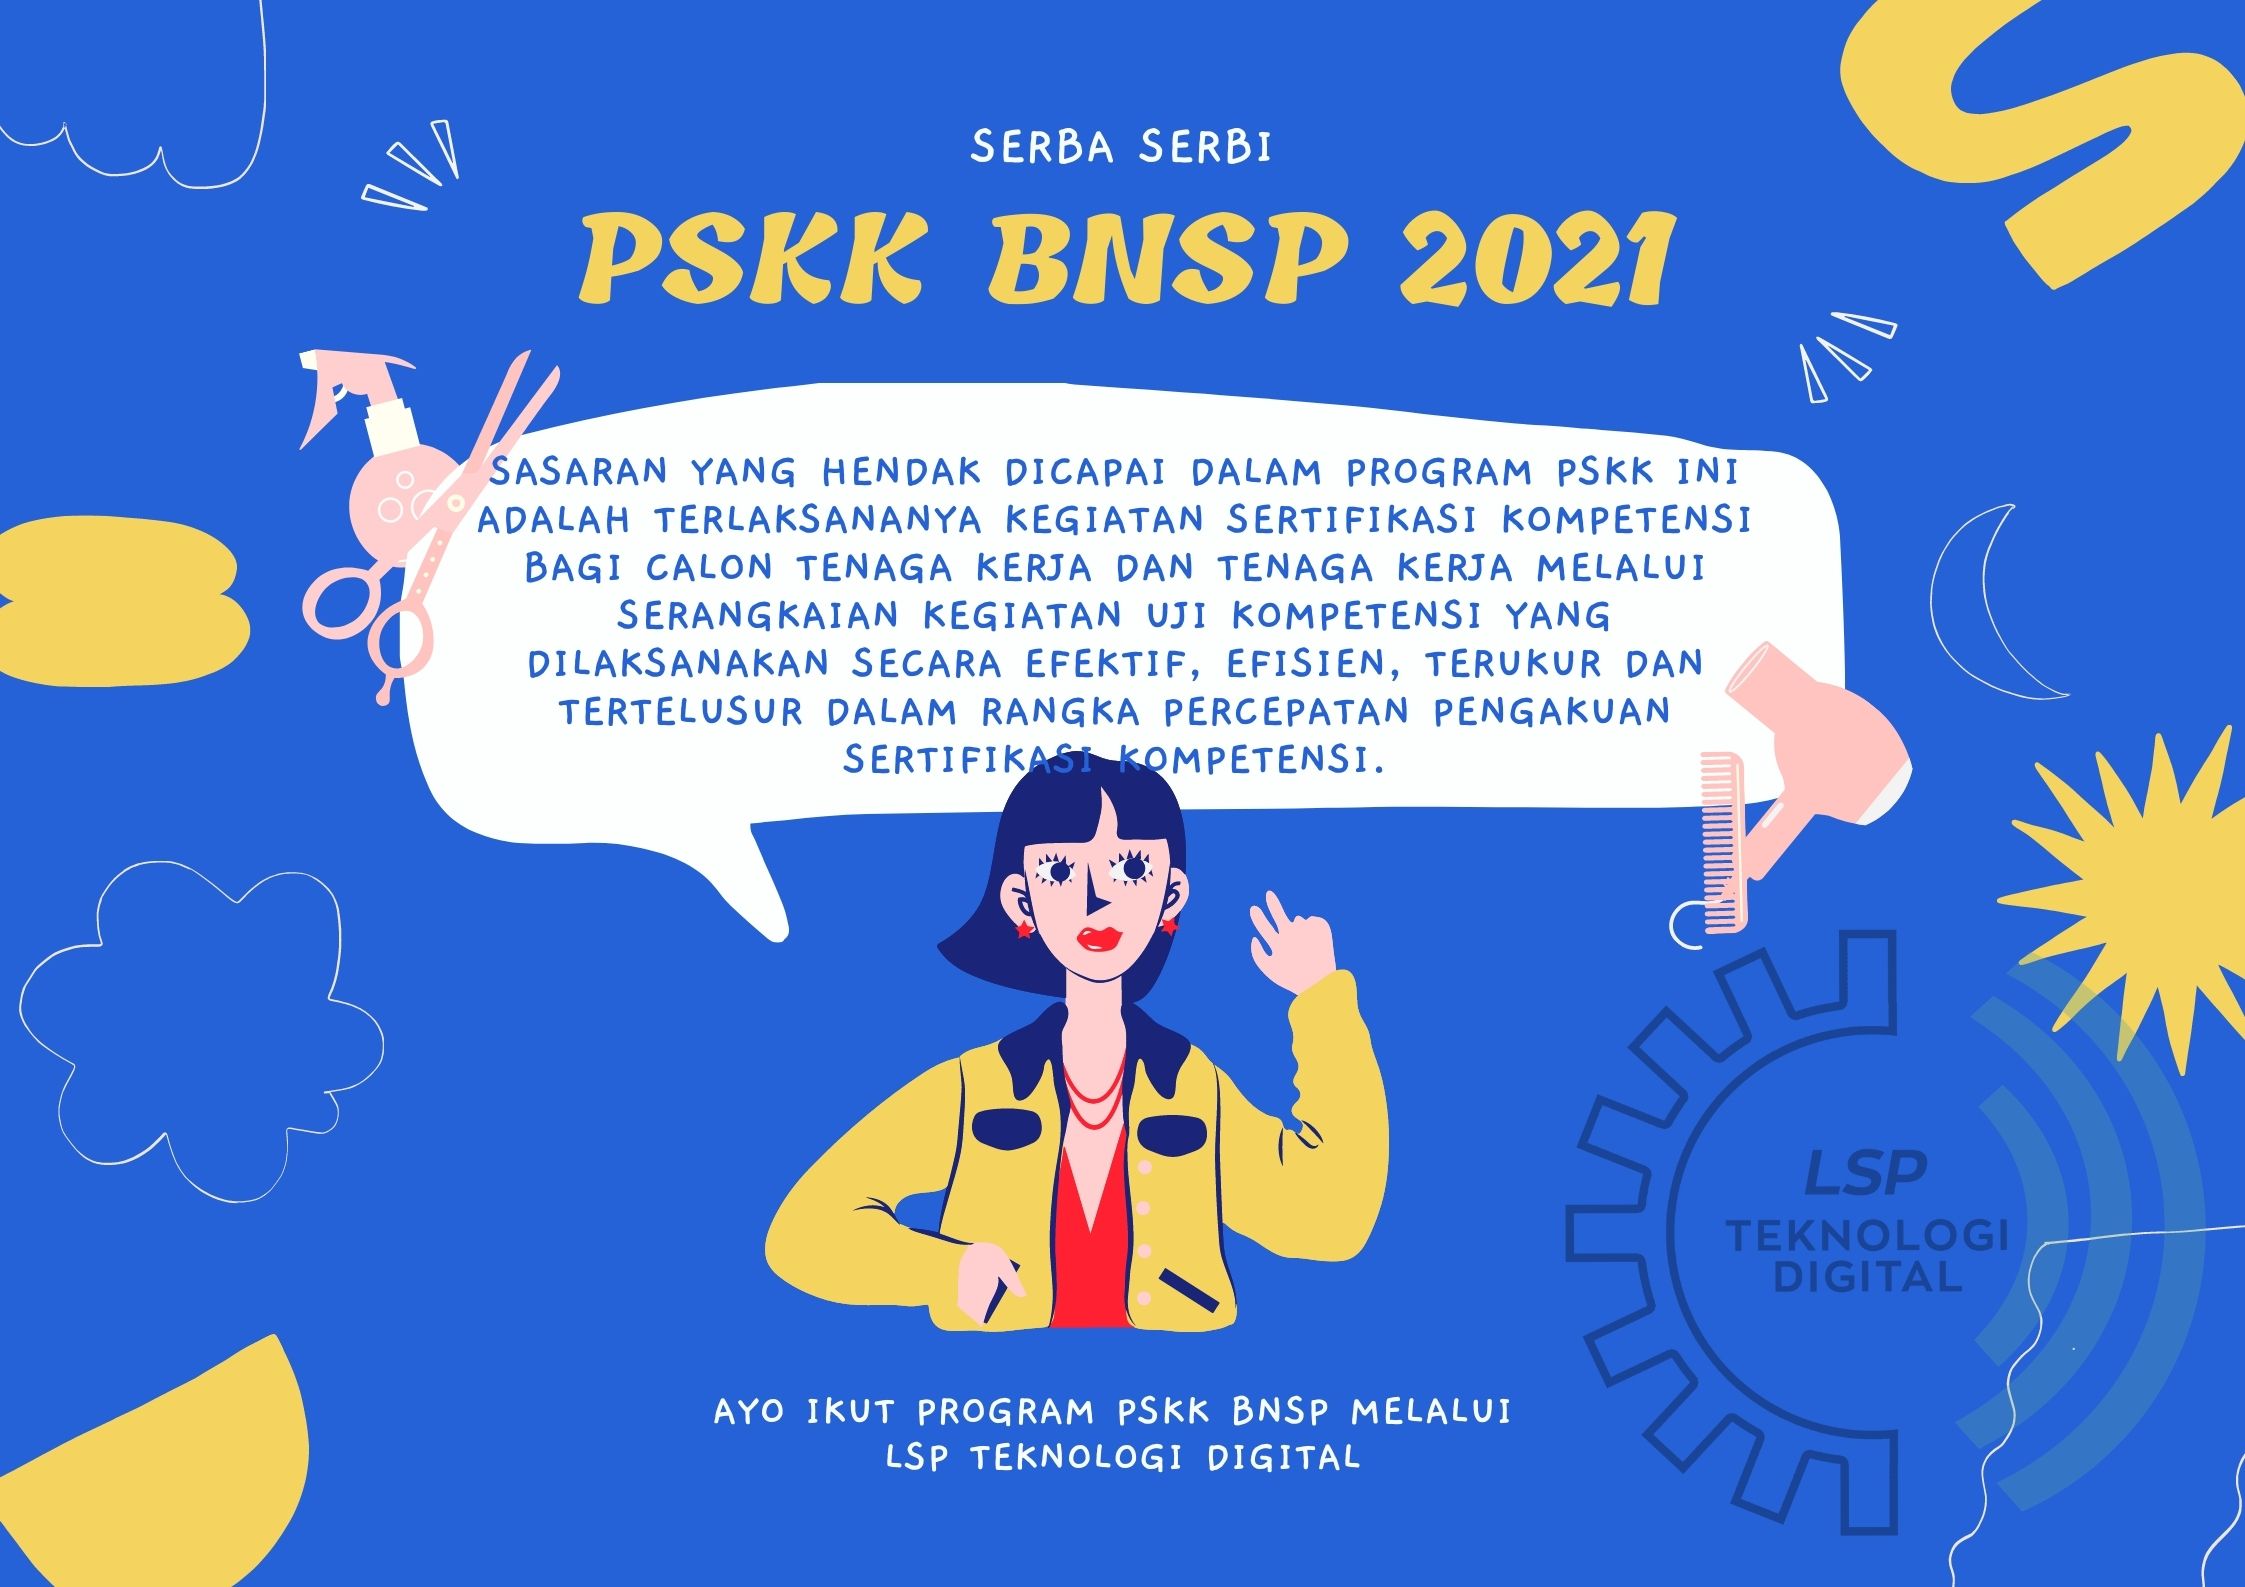 SERBA SERBI
PSKK BNSP 2021
SASARAN YANG HENDAK DICAPAI DALAM PROGRAM PSKK INI
ADALAH TERLAKSANANYA KEGIATAN SERTIFIKASI KOMPETENSI
BAGI CALON TENAGA KERJA DAN TENAGA KERJA MELALUI
SERANGKAIAN KEGIATAN UJI KOMPETENSI YANG
DILAKSANAKAN SECARA EFEKTIF, EFISIEN, TERUKUR DAN
TERTELUSUR DALAM RANGKA PERCEPATAN PENGAKUAN
SERTIFIKASI KOMPETENSI.
LSP
TEKNOLOGI
DIGITAL
AYO IKUT PROGRAM PSKK BNSP MELALUI
LSP TEKNOLOGI DIGITAL